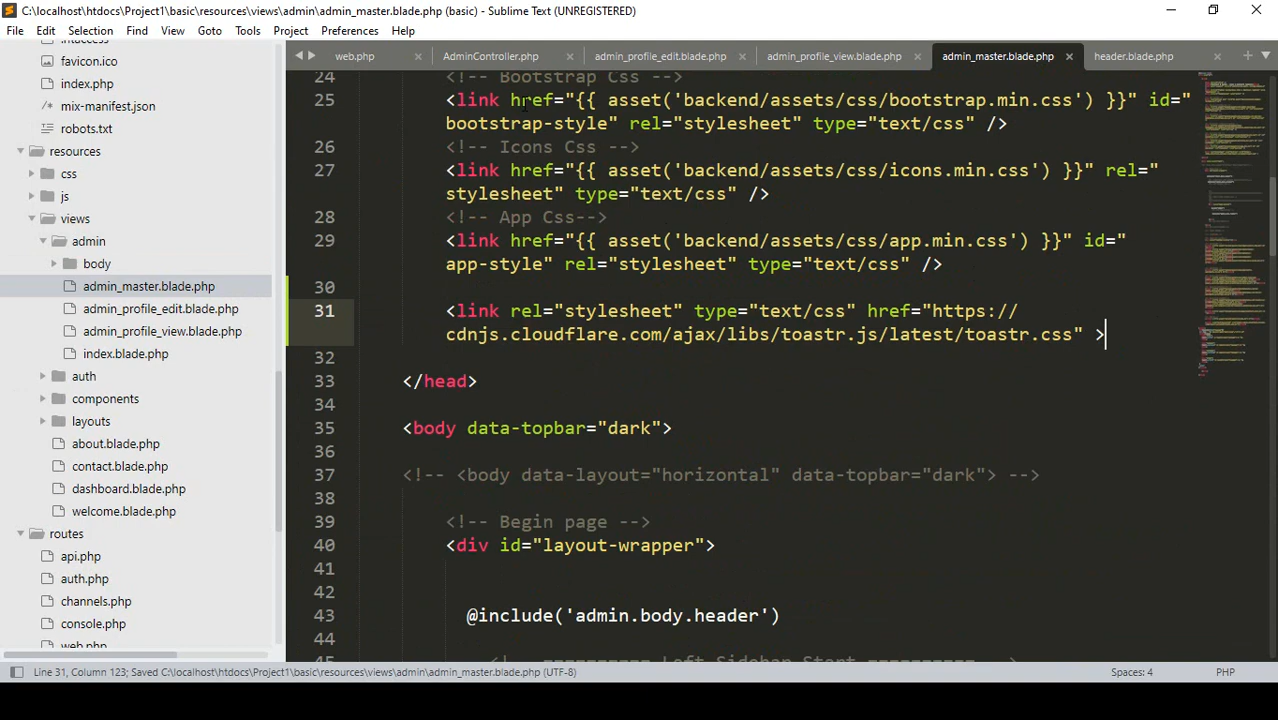 C:\localhost\htdocs\Project1\basic\resources\views\admin\admin_master.blade.php (basic) - Sublime Text (UNREGISTERED)
File Edit Selection Find View Goto Tools Project Preferences Help
favicon.ico
index.php
mix-manifest.json
robots.txt
resources
css
js
views
admin
body
admin_master.blade.php
admin_profile_edit.blade.php
admin_profile_view.blade.php
index.blade.php
auth
components
layouts
about.blade.php
contact.blade.php
dashboard.blade.php
welcome.blade.php
routes
api.php
auth.php
channels.php
console.php
web.php
web.php AdminController.php admin_profile_edit.blade.php admin_profile_view.blade.php admin_master.blade.php header.blade.php
24 <!-- Bootstrap Css -->
25 <link href="{{ asset('backend/assets/css/bootstrap.min.css') }}" id="
bootstrap-style" rel="stylesheet" type="text/css" />
26 <!-- Icons Css -->
27 <link href="{{ asset('backend/assets/css/icons.min.css') }}" rel="
stylesheet" type="text/css" />
28 <!-- App Css-->
29 <link href="{{ asset('backend/assets/css/app.min.css') }}" id="
app-style" rel="stylesheet" type="text/css" />
30
31 <link rel="stylesheet" type="text/css" href="https://
cdnjs.cloudflare.com/ajax/libs/toastr.js/latest/toastr.css" >
32
33 </head>
34
35 <body data-topbar="dark">
36
37 <!-- <body data-layout="horizontal" data-topbar="dark"> -->
38
39 <!-- Begin page -->
40 <div id="layout-wrapper">
41
42
43 @include('admin.body.header')
44
45 <!-- ========== Left Sidebar Start ========== -->
Line 31, Column 123; Saved C:\localhost\htdocs\Project1\basic\resources\views\admin\admin_master.blade.php (UTF-8) Spaces: 4 PHP